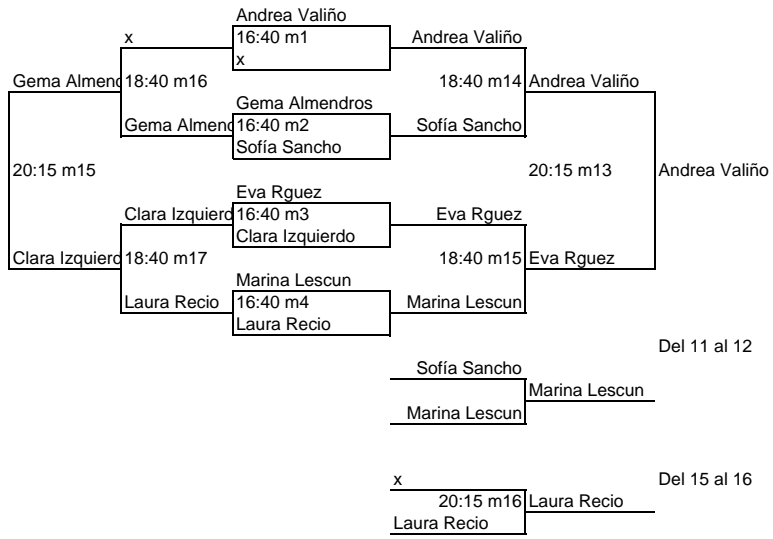 Andrea Valiño
x 16:40 m1 Andrea Valiño
x
Gema Almend 18:40 m16 18:40 m14 Andrea Valiño
Gema Almendros
Gema Almend 16:40 m2 Sofía Sancho
Sofía Sancho
20:15 m15 20:15 m13 Andrea Valiño
Eva Rguez
Clara Izquierd 16:40 m3 Eva Rguez
Clara Izquierdo
Clara Izquierd 18:40 m17 18:40 m15 Eva Rguez
Marina Lescun
Laura Recio 16:40 m4 Marina Lescun
Laura Recio
Del 11 al 12
Sofía Sancho
Marina Lescun
Marina Lescun
x Del 15 al 16
20:15 m16 Laura Recio
Laura Recio